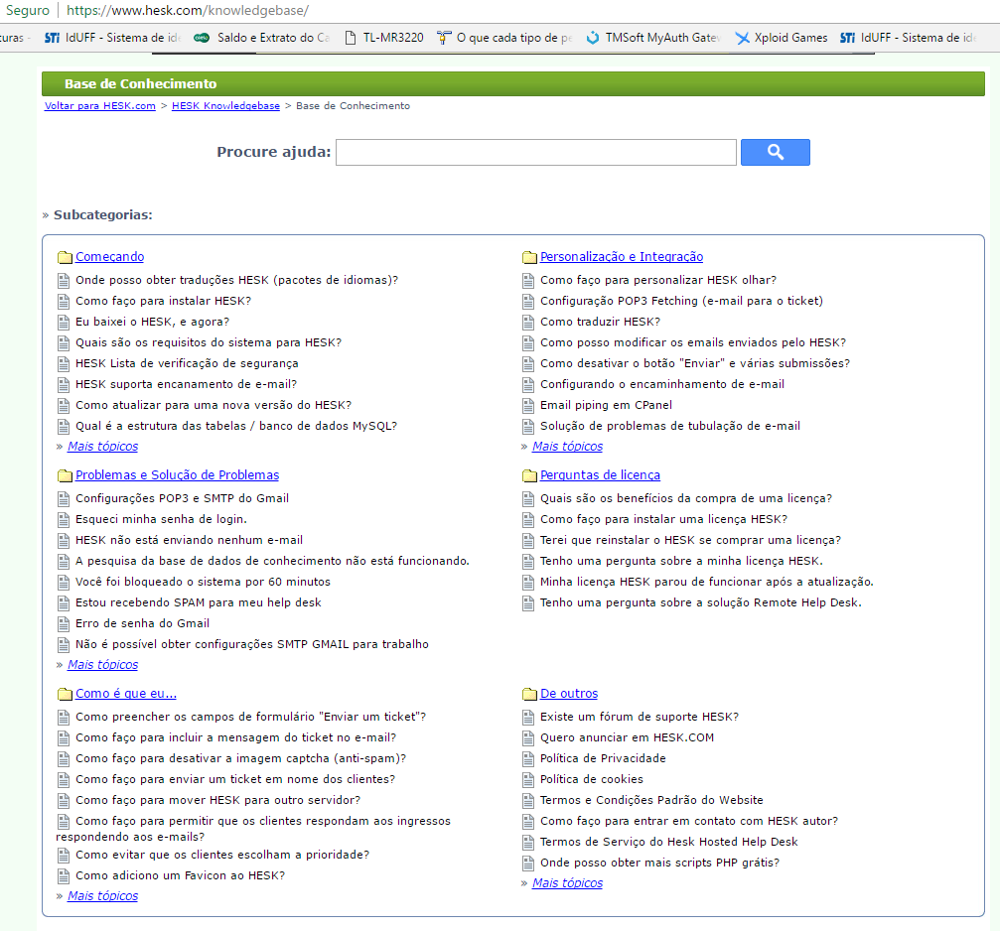 Seguro | https://www.hesk.com/knowledgebase/
turas - IdUFF - Sistema de ide Saldo e Extrato do Ca TL-MR3220 O que cada tipo de pe TMSoft MyAuth Gatew Xploid Games IdUFF - Sistema de ide
Base de Conhecimento
Voltar para HESK.com > HESK Knowledgebase > Base de Conhecimento
Procure ajuda:
» Subcategorias:
Começando
Onde posso obter traduções HESK (pacotes de idiomas)?
Como faço para instalar HESK?
Eu baixei o HESK, e agora?
Quais são os requisitos do sistema para HESK?
HESK Lista de verificação de segurança
HESK suporta encanamento de e-mail?
Como atualizar para uma nova versão do HESK?
Qual é a estrutura das tabelas / banco de dados MySQL?
» Mais tópicos
Personalização e Integração
Como faço para personalizar HESK olhar?
Configuração POP3 Fetching (e-mail para o ticket)
Como traduzir HESK?
Como posso modificar os emails enviados pelo HESK?
Como desativar o botão "Enviar" e várias submissões?
Configurando o encaminhamento de e-mail
Email piping em CPanel
Solução de problemas de tubulação de e-mail
» Mais tópicos
Problemas e Solução de Problemas
Configurações POP3 e SMTP do Gmail
Esqueci minha senha de login.
HESK não está enviando nenhum e-mail
A pesquisa da base de dados de conhecimento não está funcionando.
Você foi bloqueado o sistema por 60 minutos
Estou recebendo SPAM para meu help desk
Erro de senha do Gmail
Não é possível obter configurações SMTP GMAIL para trabalho
» Mais tópicos
Perguntas de licença
Quais são os benefícios da compra de uma licença?
Como faço para instalar uma licença HESK?
Terei que reinstalar o HESK se comprar uma licença?
Tenho uma pergunta sobre a minha licença HESK.
Minha licença HESK parou de funcionar após a atualização.
Tenho uma pergunta sobre a solução Remote Help Desk.
Como é que eu...
Como preencher os campos de formulário "Enviar um ticket"?
Como faço para incluir a mensagem do ticket no e-mail?
Como faço para desativar a imagem captcha (anti-spam)?
Como faço para enviar um ticket em nome dos clientes?
Como faço para mover HESK para outro servidor?
Como faço para permitir que os clientes respondam aos ingressos
respondendo aos e-mails?
Como evitar que os clientes escolham a prioridade?
Como adiciono um Favicon ao HESK?
» Mais tópicos
De outros
Existe um fórum de suporte HESK?
Quero anunciar em HESK.COM
Política de Privacidade
Política de cookies
Termos e Condições Padrão do Website
Como faço para entrar em contato com HESK autor?
Termos de Serviço do Hesk Hosted Help Desk
Onde posso obter mais scripts PHP grátis?
» Mais tópicos